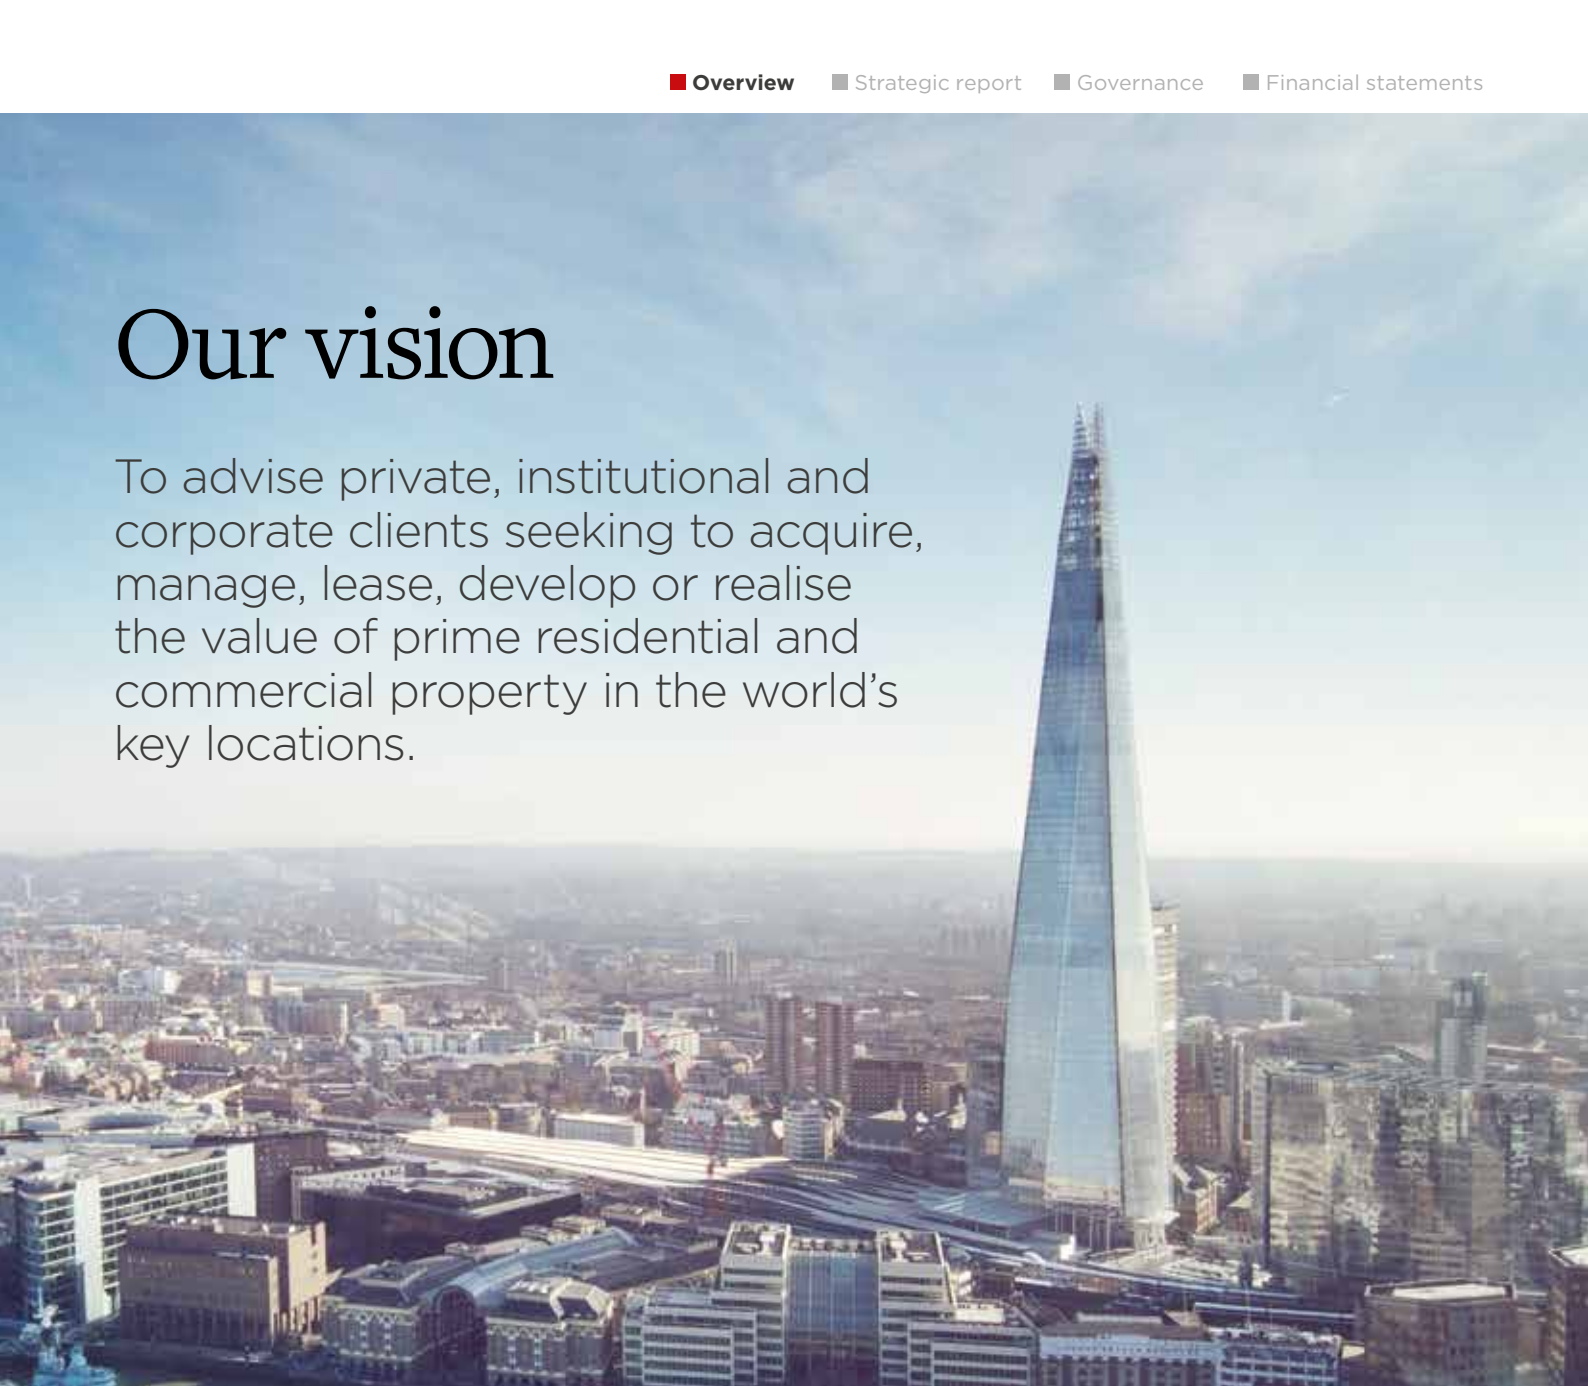 Overview Strategic report Governance Financial statements
Our vision
To advise private, institutional and
corporate clients seeking to acquire,
manage, lease, develop or realise
the value of prime residential and
commercial property in the world’s
key locations.